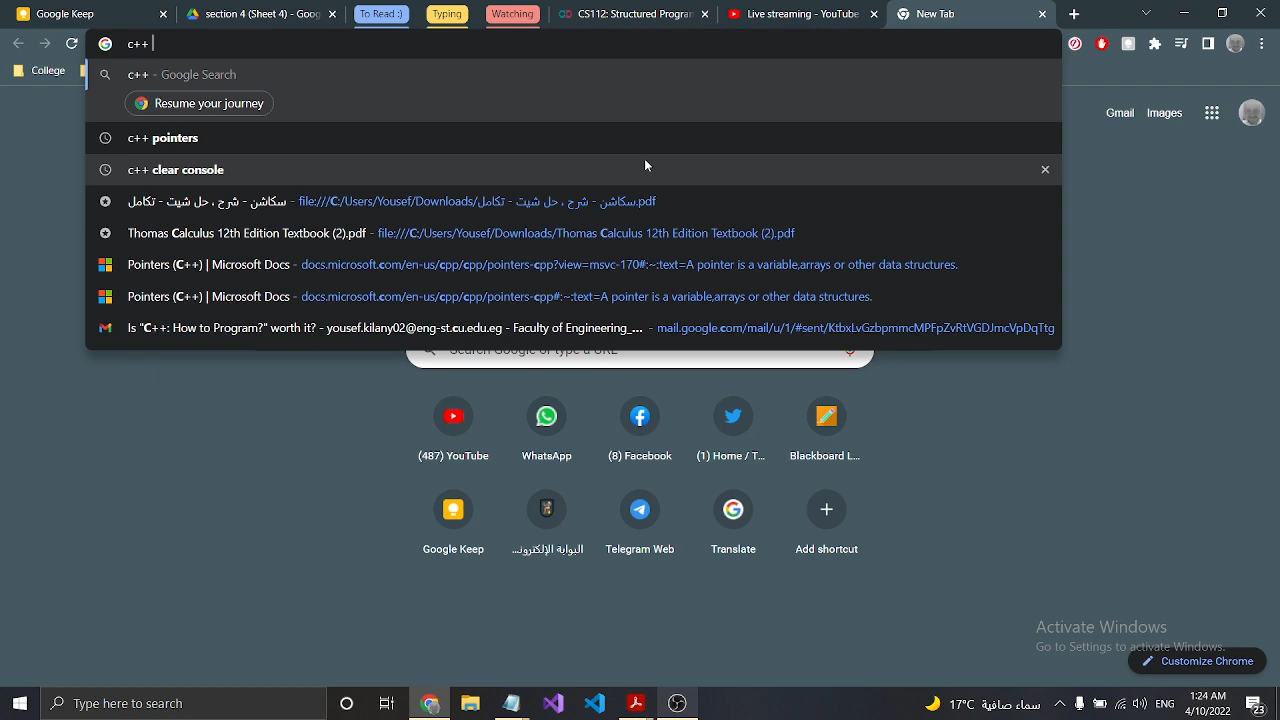 Google Keep
section 4 (Sheet 4) - Goog
To Read :)
Typing
Watching
CS112: Structured Program
Live streaming - YouTube
New Tab
c++
College
c++ - Google Search
Resume your journey
Gmail Images
c++ pointers
c++ clear console
سكاشن - شرح ، حل شيت - تكامل - file:///C:/Users/Yousef/Downloads/سكاشن - شرح ، حل شيت - تكامل.pdf
Thomas Calculus 12th Edition Textbook (2).pdf - file:///C:/Users/Yousef/Downloads/Thomas Calculus 12th Edition Textbook (2).pdf
Pointers (C++) | Microsoft Docs - docs.microsoft.com/en-us/cpp/cpp/pointers-cpp?view=msvc-170#:~:text=A pointer is a variable,arrays or other data structures.
Pointers (C++) | Microsoft Docs - docs.microsoft.com/en-us/cpp/cpp/pointers-cpp#:~:text=A pointer is a variable,arrays or other data structures.
Is "C++: How to Program?" worth it? - yousef.kilany02@eng-st.cu.edu.eg - Faculty of Engineering_... - mail.google.com/mail/u/1/#sent/KtbxLvGzbpmmcMPFpZvRtVGDJmcVpDqTtg
Search Google or type a URL
(487) YouTube
WhatsApp
(8) Facebook
(1) Home / T...
Blackboard L...
Google Keep
البوابة الإلكترونـ...
Telegram Web
Translate
Add shortcut
Activate Windows
Go to Settings to activate Windows.
Customize Chrome
Type here to search
17°C سماء صافية
ENG
1:24 AM
4/10/2022
23